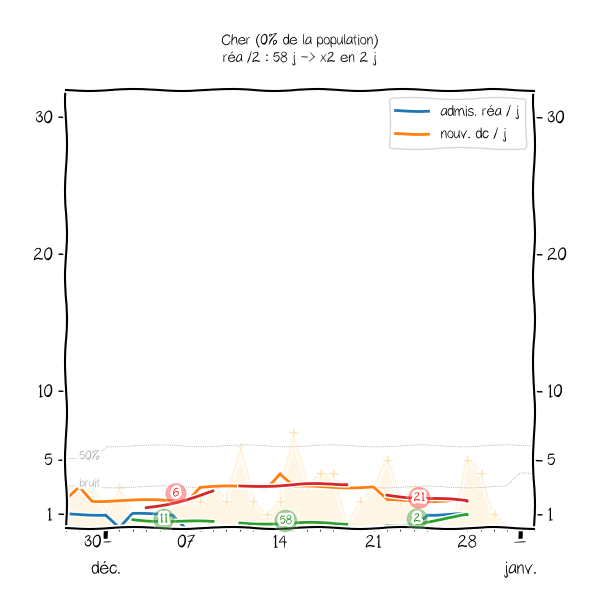 Cher (0% de la population)
réa /2 : 58 j -> x2 en 2 j
admis. réa / j
nouv. dc / j
30 30
20 20
10 10
5 5
1 1
50%
bruit
6
11
58
21
2
30 07 14 21 28
déc. janv.